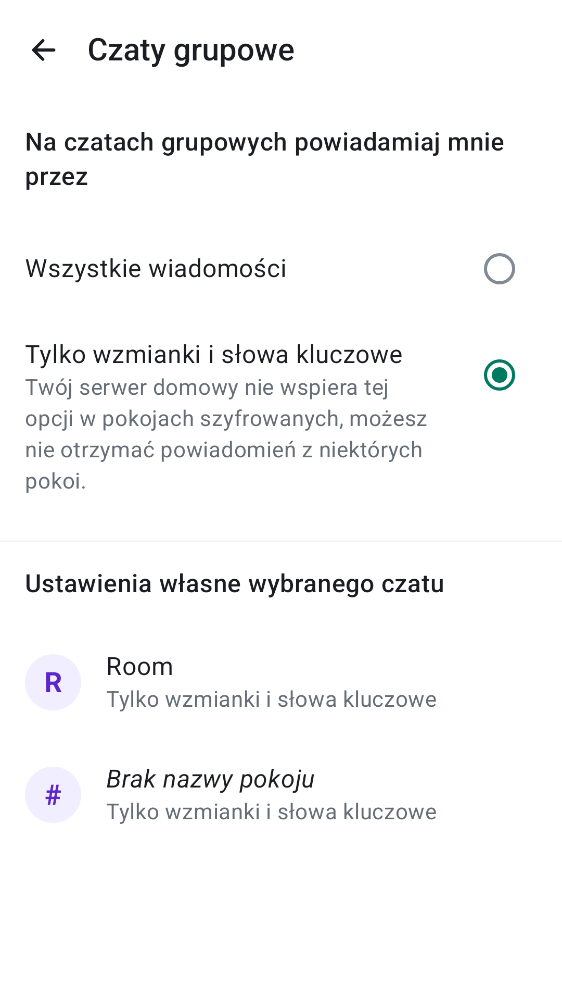 Czaty grupowe
Na czatach grupowych powiadamiaj mnie
przez
Wszystkie wiadomości
Tylko wzmianki i słowa kluczowe
Twój serwer domowy nie wspiera tej
opcji w pokojach szyfrowanych, możesz
nie otrzymać powiadomień z niektórych
pokoi.
Ustawienia własne wybranego czatu
R
Room
Tylko wzmianki i słowa kluczowe
#
Brak nazwy pokoju
Tylko wzmianki i słowa kluczowe